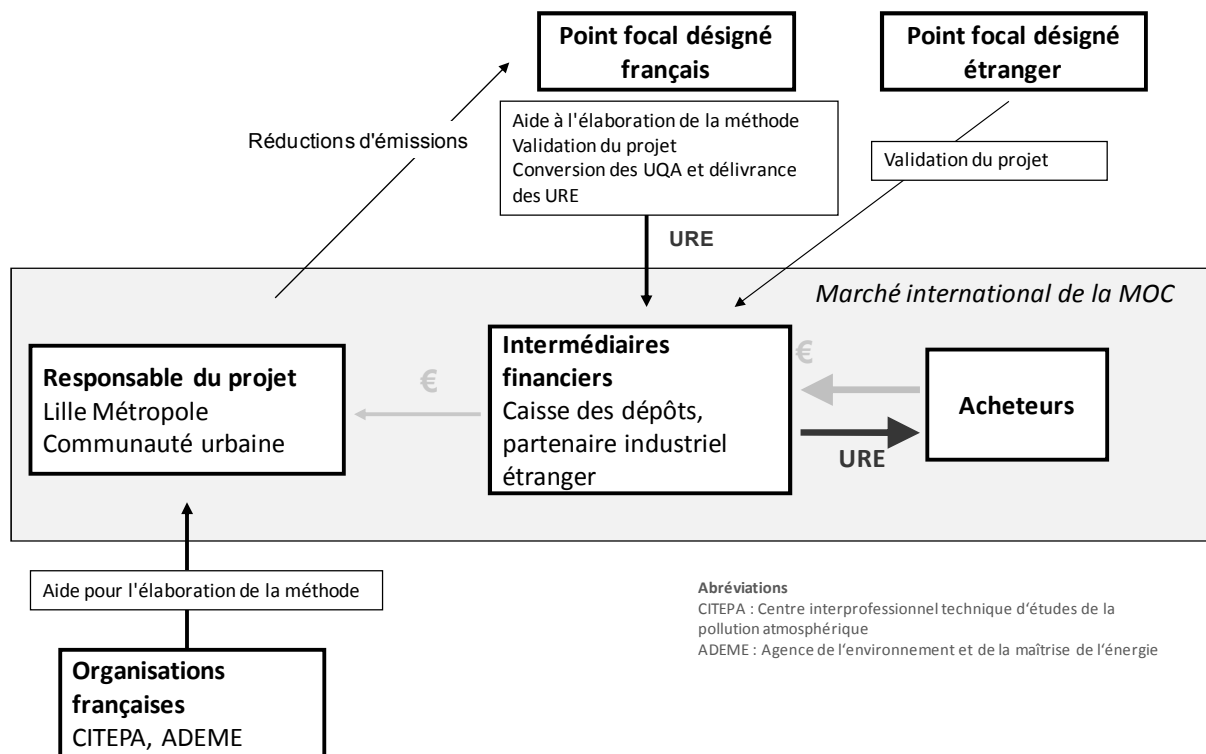 Point focal désigné
français
Point focal désigné
étranger
Réductions d'émissions
Aide à l'élaboration de la méthode
Validation du projet
Conversion des UQA et délivrance
des URE
Validation du projet
URE
Marché international de la MOC
Responsable du projet
Lille Métropole
Communauté urbaine
€
Intermédiaires
financiers
Caisse des dépôts,
partenaire industriel
étranger
€
URE
Acheteurs
Aide pour l'élaboration de la méthode
Organisations
françaises
CITEPA, ADEME
Abréviations
CITEPA : Centre interprofessionnel technique d‘études de la
pollution atmosphérique
ADEME : Agence de l‘environnement et de la maîtrise de l‘énergie